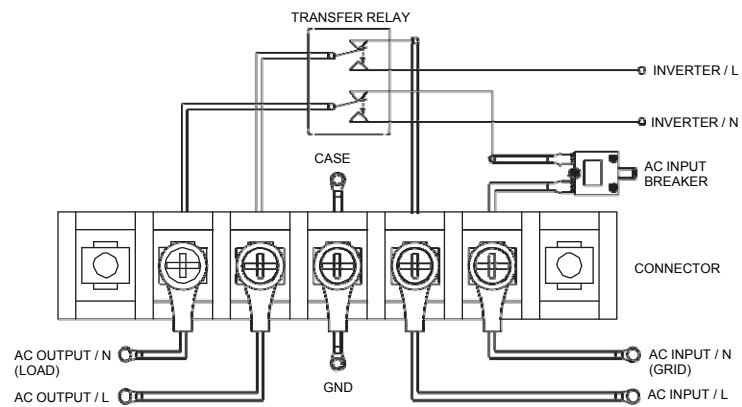 TRANSFER RELAY
INVERTER / L
INVERTER / N
CASE
AC INPUT
BREAKER
CONNECTOR
AC OUTPUT / N
(LOAD)
AC OUTPUT / L
GND
AC INPUT / N
(GRID)
AC INPUT / L